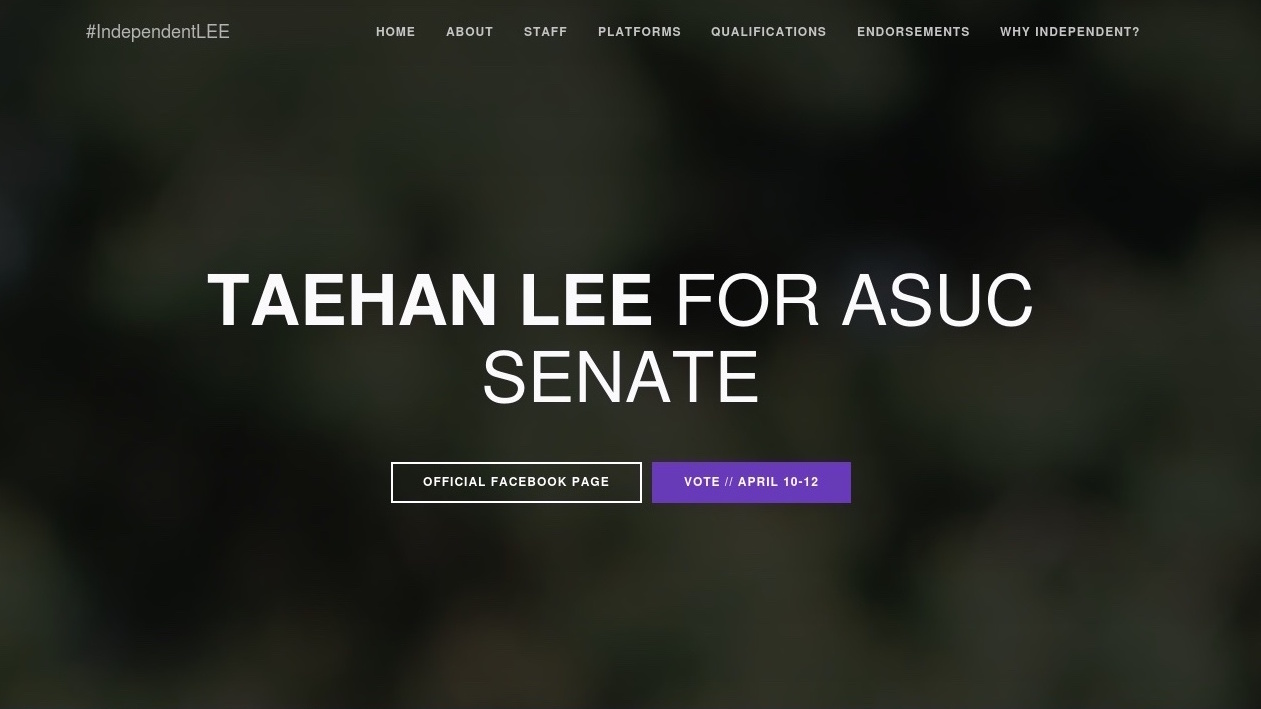 #IndependentLEE
HOME ABOUT STAFF PLATFORMS QUALIFICATIONS ENDORSEMENTS WHY INDEPENDENT?
TAEHAN LEE FOR ASUC
SENATE
OFFICIAL FACEBOOK PAGE
VOTE // APRIL 10-12